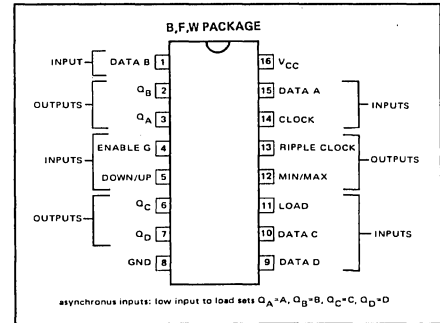 B,F,W PACKAGE
INPUT DATA B 1 16 VCC
OUTPUTS QB 2 15 DATA A INPUTS
QA 3 14 CLOCK
INPUTS ENABLE G 4 13 RIPPLE CLOCK OUTPUTS
DOWN/UP 5 12 MIN/MAX
OUTPUTS QC 6 11 LOAD INPUTS
QD 7 10 DATA C
GND 8 9 DATA D
asynchronus inputs: low input to load sets QA=A, QB=B, QC=C, QD=D